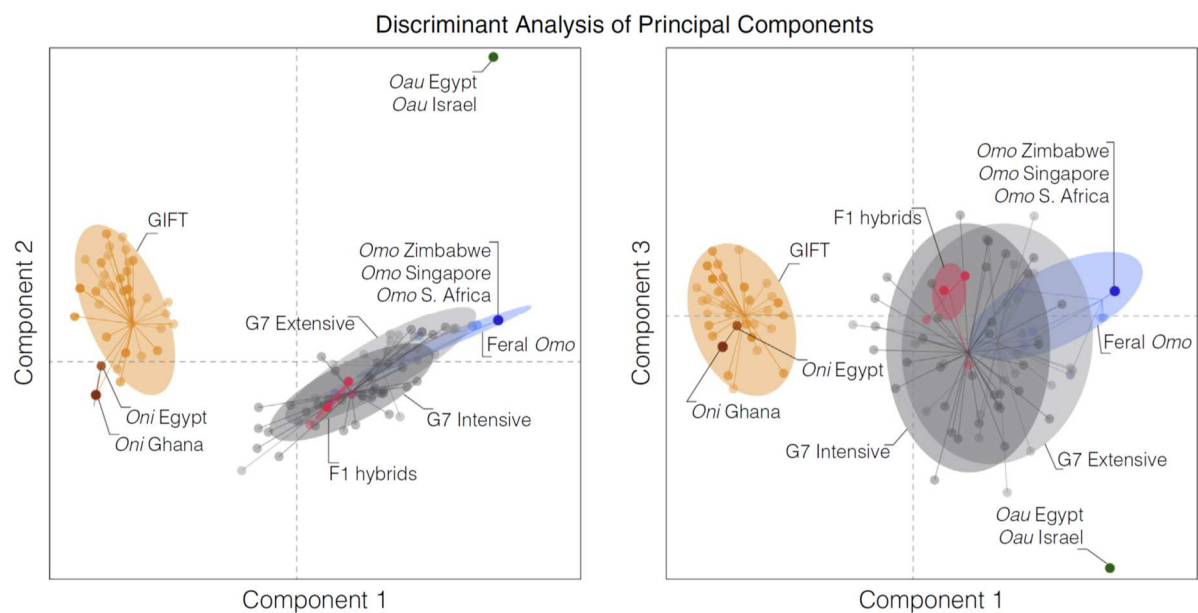 Discriminant Analysis of Principal Components
Oau Egypt
Oau Israel
GIFT
Omo Zimbabwe
Omo Singapore
Omo S. Africa
G7 Extensive
Feral Omo
G7 Intensive
Oni Egypt
Oni Ghana
F1 hybrids
Component 2
Component 1
Omo Zimbabwe
Omo Singapore
Omo S. Africa
F1 hybrids
GIFT
Feral Omo
Oni Egypt
Oni Ghana
G7 Intensive
G7 Extensive
Oau Egypt
Oau Israel
Component 3
Component 1